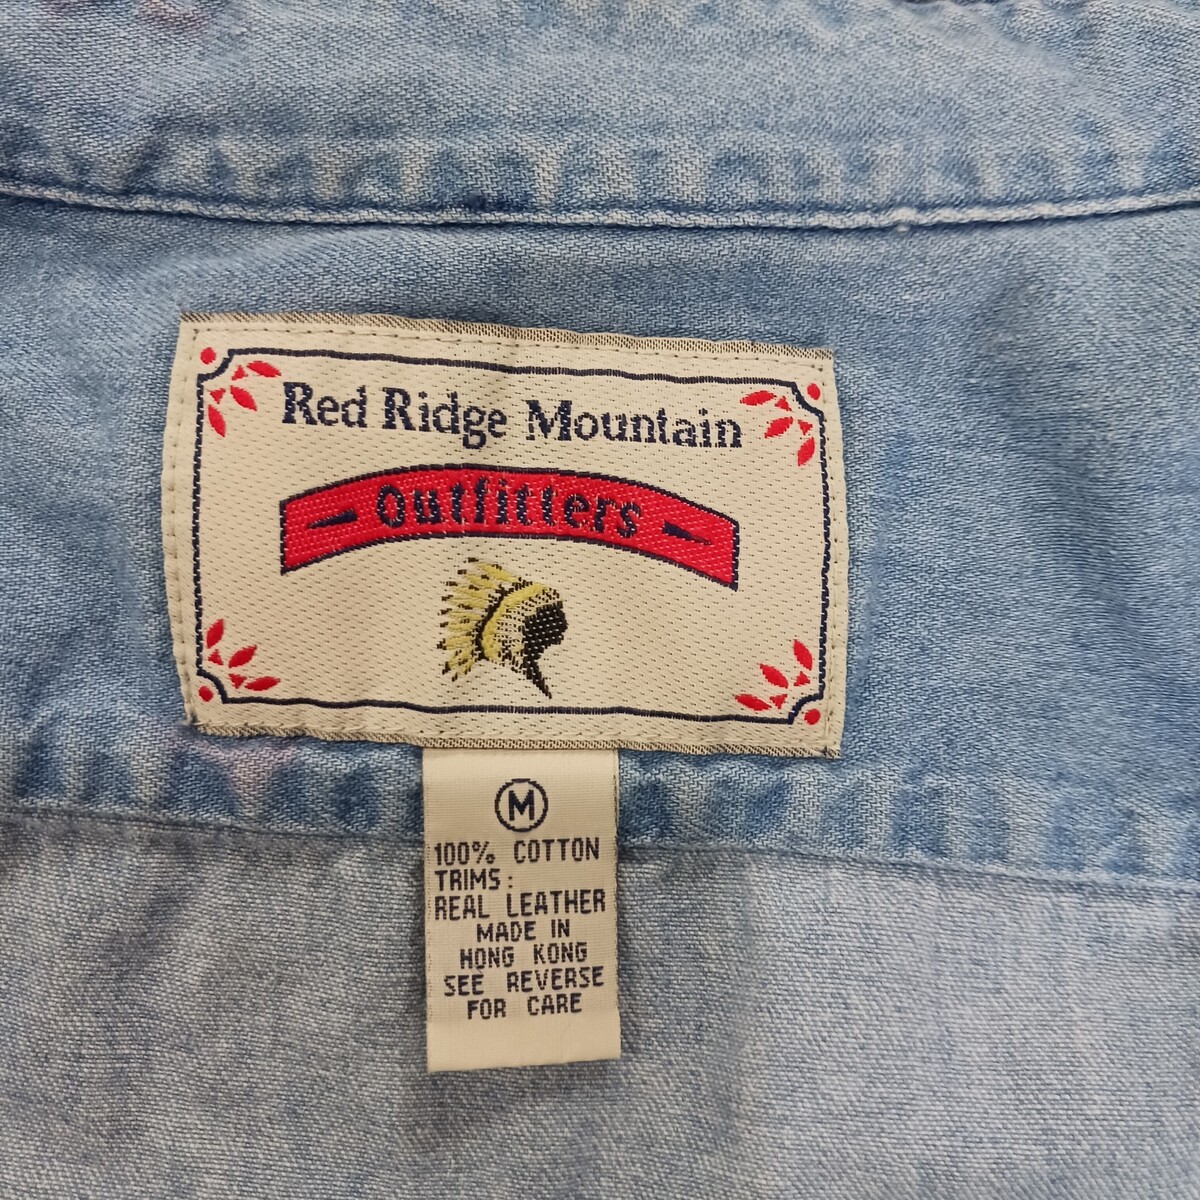 Red Ridge Mountain
Outfitters
M
100% COTTON
TRIMS:
REAL LEATHER
MADE IN
HONG KONG
SEE REVERSE
FOR CARE